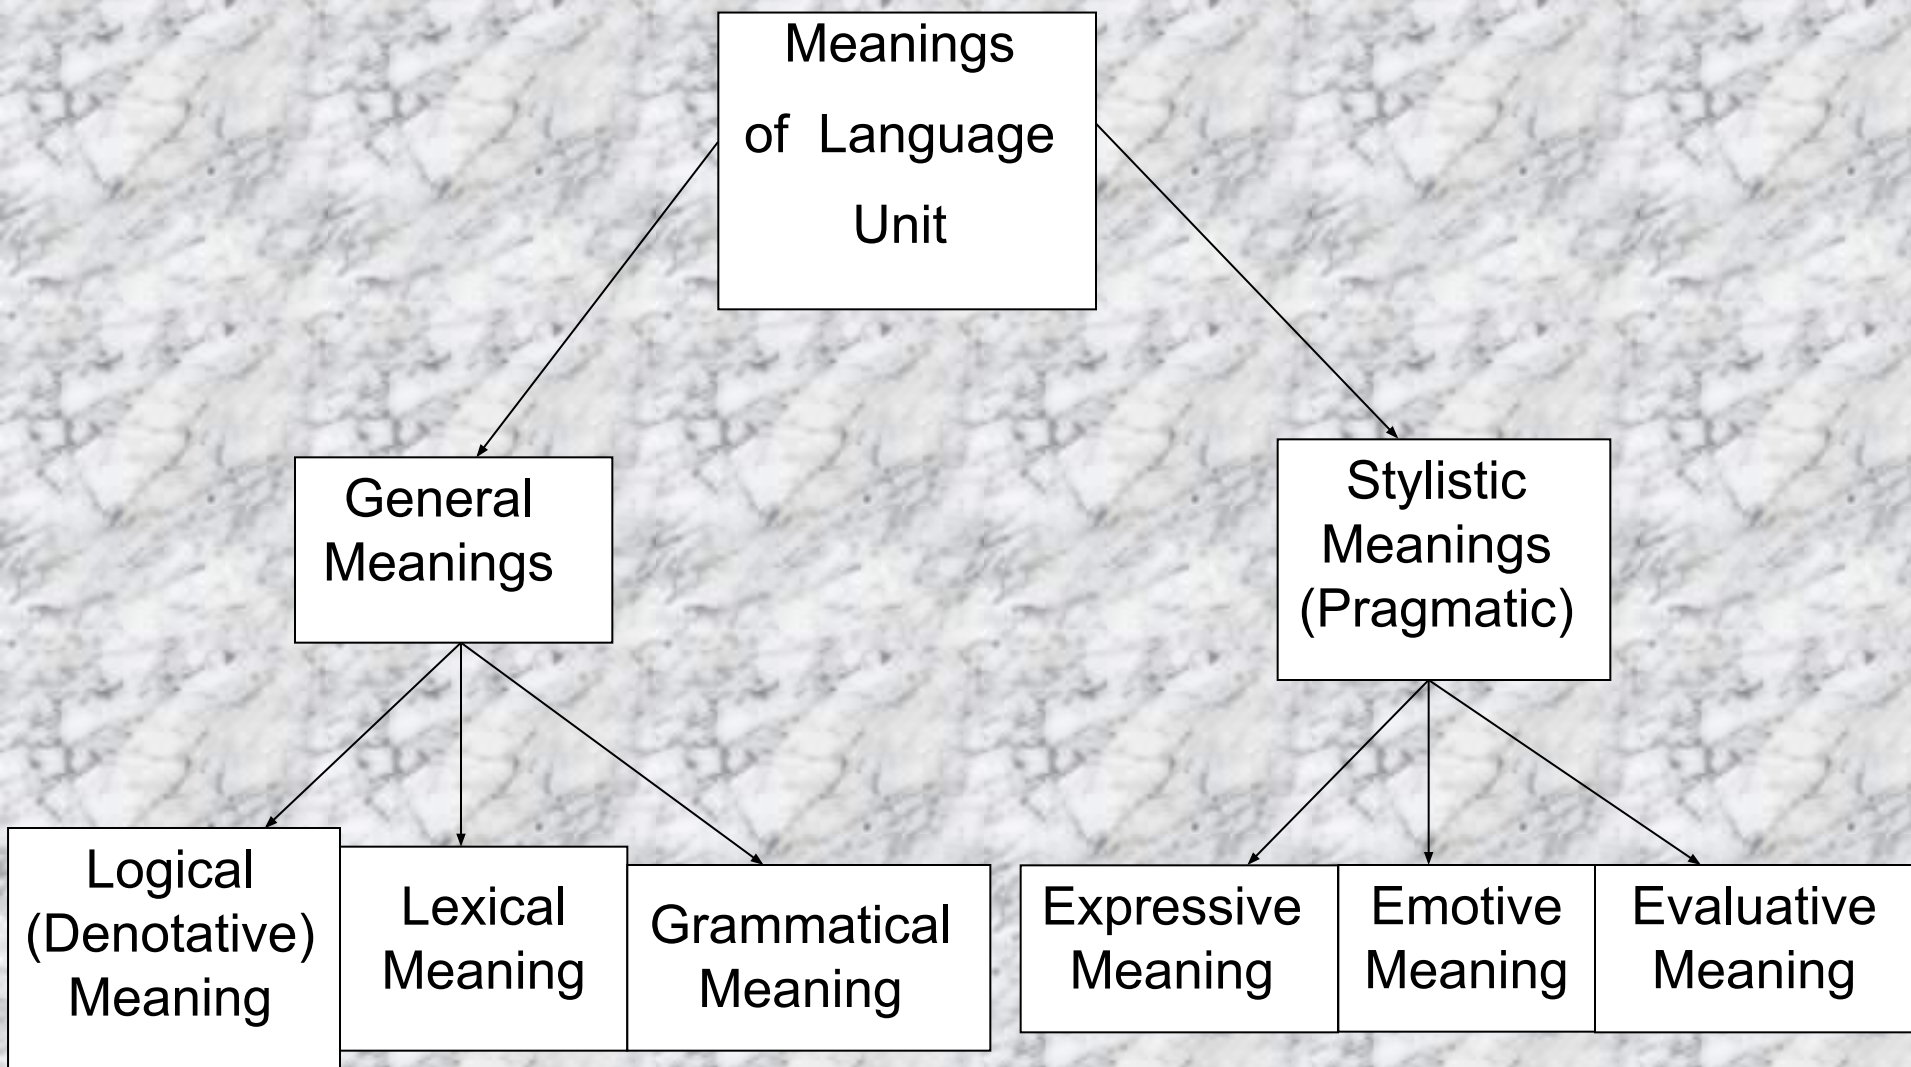 Meanings
of Language
Unit
General
Meanings
Stylistic
Meanings
(Pragmatic)
Logical
(Denotative)
Meaning
Lexical
Meaning
Grammatical
Meaning
Expressive
Meaning
Emotive
Meaning
Evaluative
Meaning